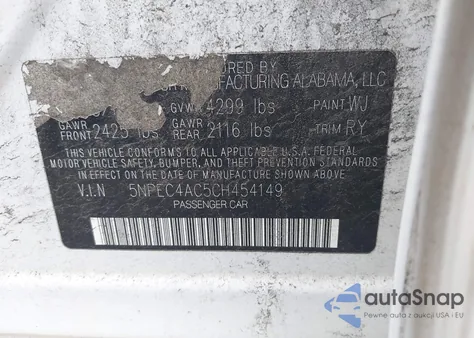 URED BY
UFACTURING ALABAMA, LLC
GVW 4299 lbs PAINT WJ
GAWR FRONT 2425 lbs GAWR REAR 2116 lbs TRIM RY
THIS VEHICLE CONFORMS TO ALL APPLICABLE U.S.A. FEDERAL
MOTOR VEHICLE SAFETY, BUMPER, AND THEFT PREVENTION STANDARDS
IN EFFECT ON THE DATE OF MANUFACTURE SHOWN ABOVE.
V.I.N 5NPEC4AC5CH454149
PASSENGER CAR
autoSnap
Pewne auta z aukcji USA i EU